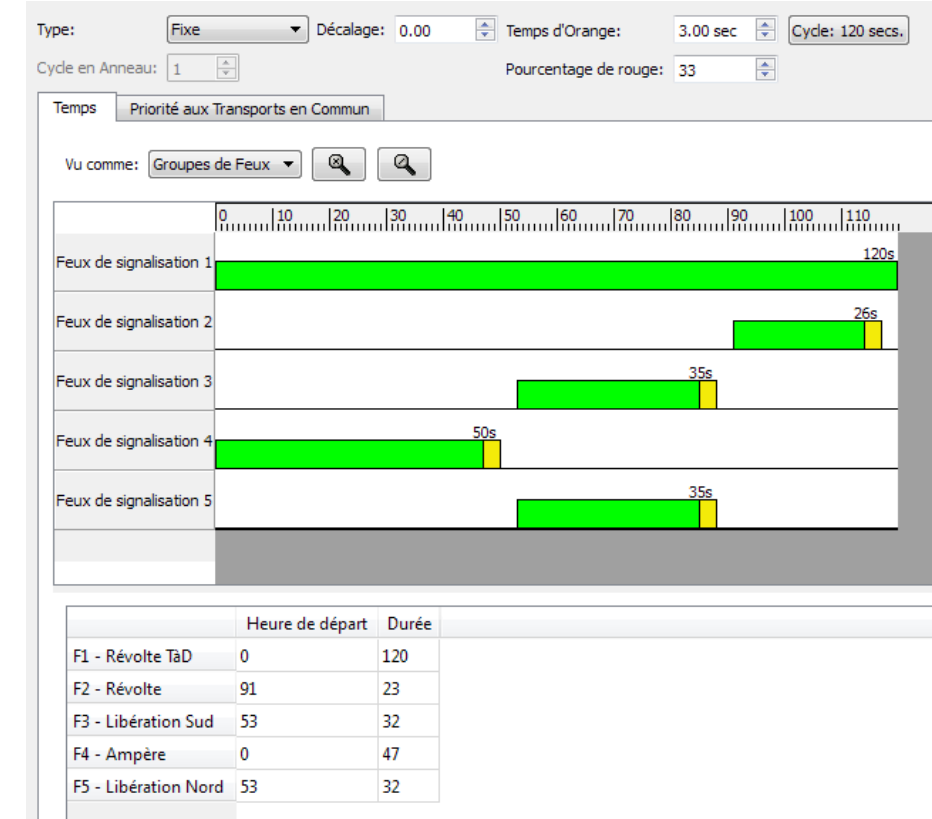 Type: Fixe Décalage: 0.00 Temps d'Orange: 3.00 sec Cycle: 120 secs.
Cycle en Anneau: 1 Pourcentage de rouge: 33
Temps Priorité aux Transports en Commun
Vu comme: Groupes de Feux
0 10 20 30 40 50 60 70 80 90 100 110
Feux de signalisation 1 120s
Feux de signalisation 2 26s
Feux de signalisation 3 35s
Feux de signalisation 4 50s
Feux de signalisation 5 35s
Heure de départ Durée
F1 - Révolte TàD 0 120
F2 - Révolte 91 23
F3 - Libération Sud 53 32
F4 - Ampère 0 47
F5 - Libération Nord 53 32